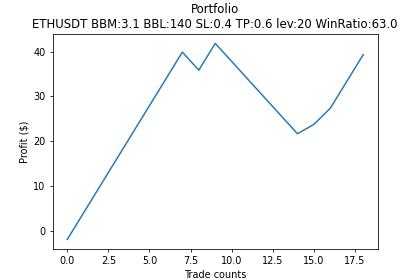 Portfolio
ETHUSDT BBM:3.1 BBL:140 SL:0.4 TP:0.6 lev:20 WinRatio:63.0
40
30
20
10
0
Profit ($)
0.0 2.5 5.0 7.5 10.0 12.5 15.0 17.5
Trade counts